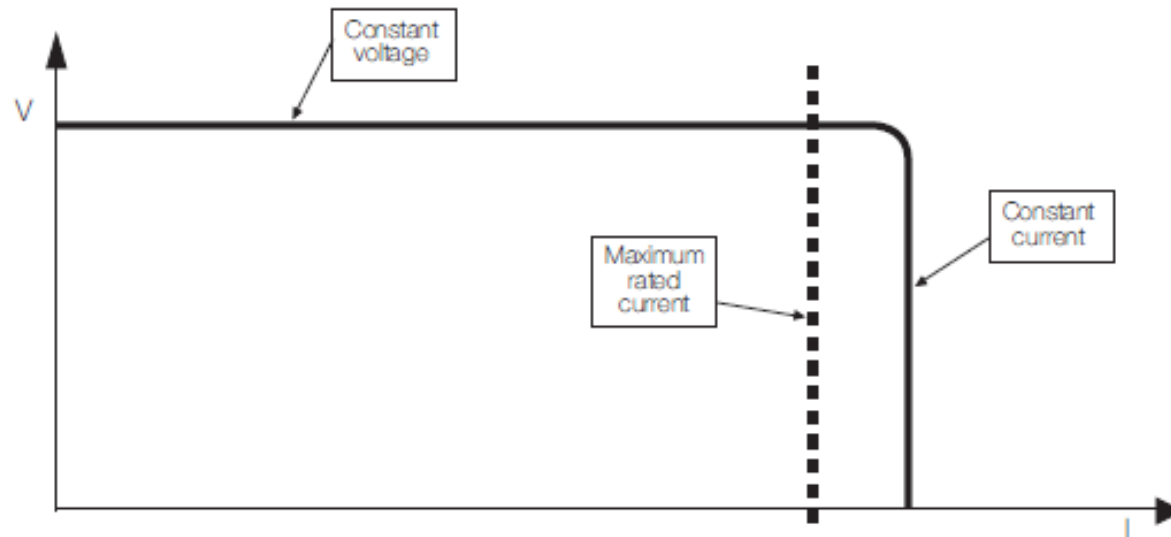 Constant
voltage
V
Constant
current
Maximum
rated
current
I